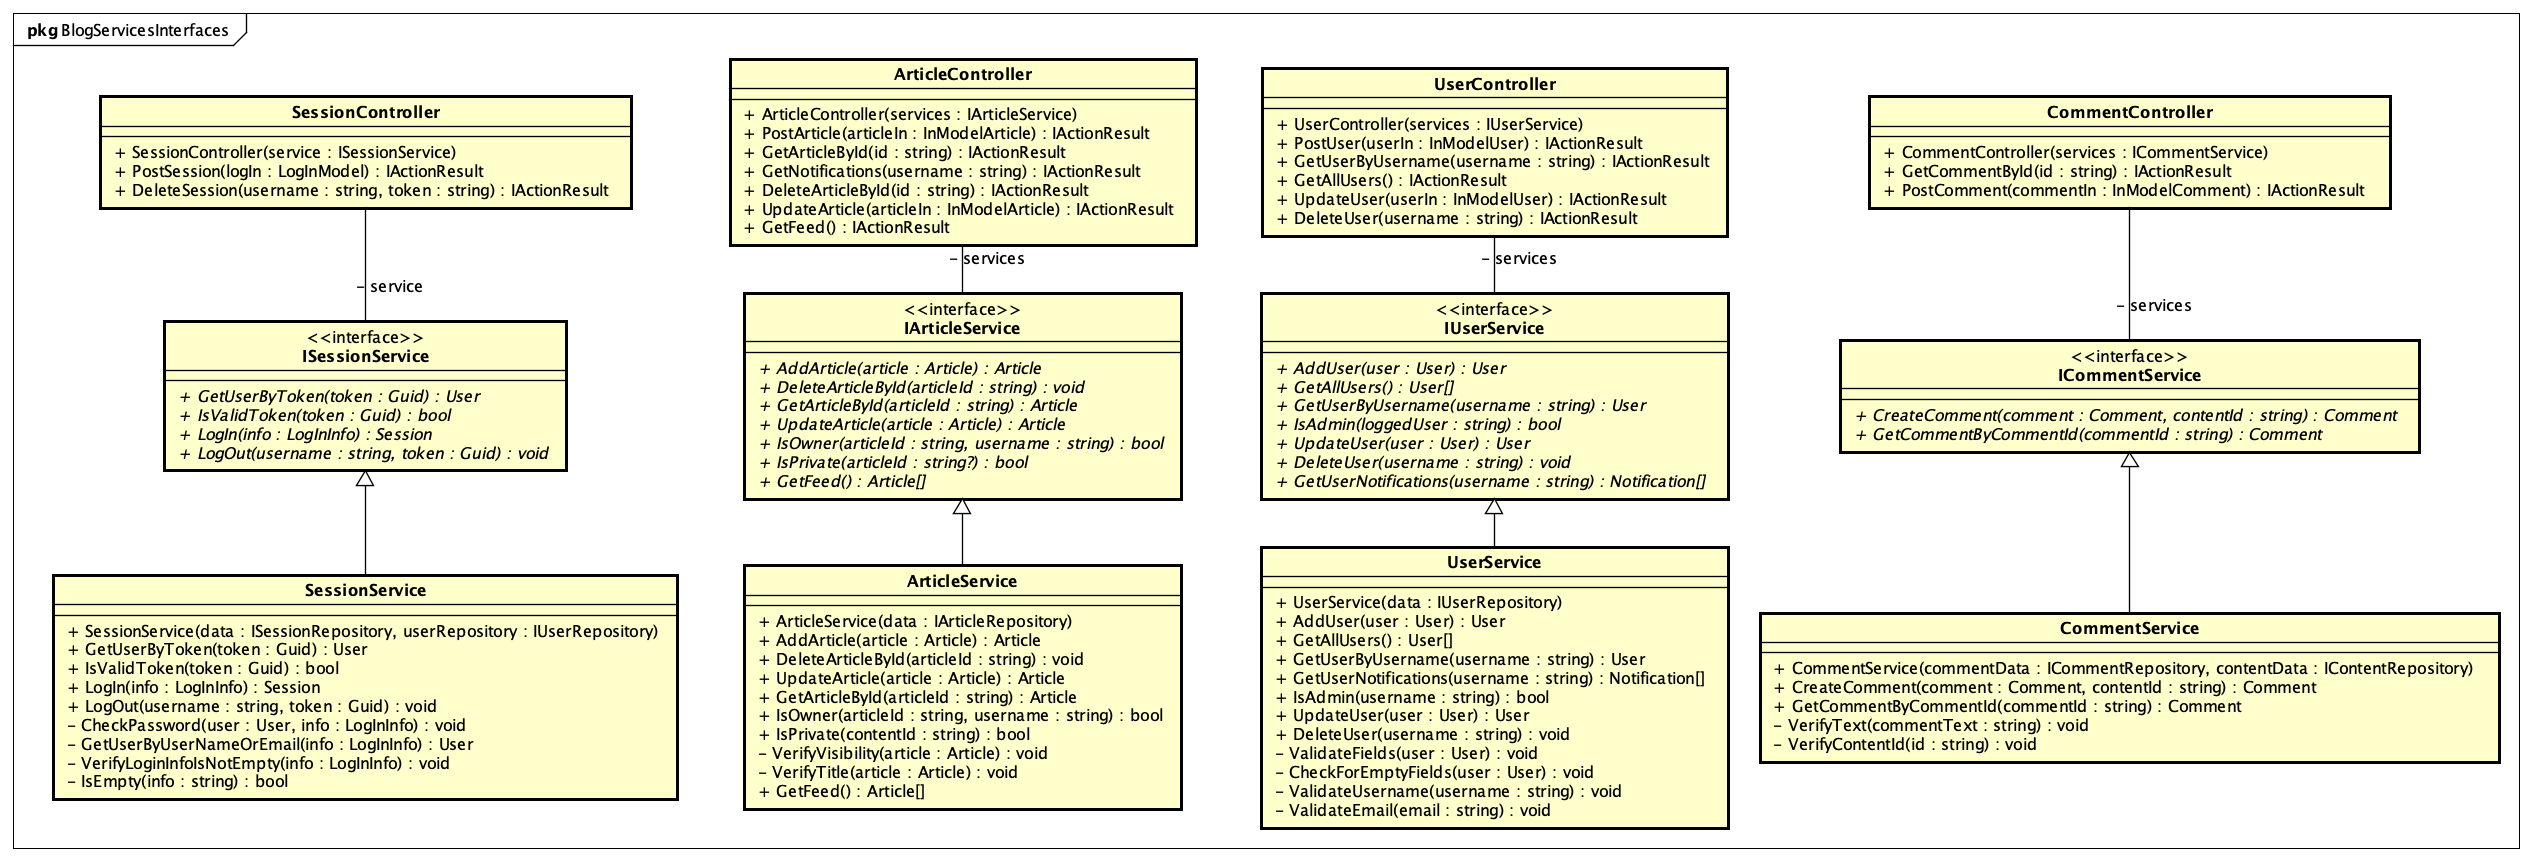 pkg BlogServicesInterfaces
SessionController
+ SessionController(service : ISessionService)
+ PostSession(logIn : LogInModel) : IActionResult
+ DeleteSession(username : string, token : string) : IActionResult
– service
<<interface>>
ISessionService
+ GetUserByToken(token : Guid) : User
+ IsValidToken(token : Guid) : bool
+ LogIn(info : LogInInfo) : Session
+ LogOut(username : string, token : Guid) : void
SessionService
+ SessionService(data : ISessionRepository, userRepository : IUserRepository)
+ GetUserByToken(token : Guid) : User
+ IsValidToken(token : Guid) : bool
+ LogIn(info : LogInInfo) : Session
+ LogOut(username : string, token : Guid) : void
– CheckPassword(user : User, info : LogInInfo) : void
– GetUserByUserNameOrEmail(info : LogInInfo) : User
– VerifyLoginInfoIsNotEmpty(info : LogInInfo) : void
– IsEmpty(info : string) : bool
ArticleController
+ ArticleController(services : IArticleService)
+ PostArticle(articleIn : InModelArticle) : IActionResult
+ GetArticleById(id : string) : IActionResult
+ GetNotifications(username : string) : IActionResult
+ DeleteArticleById(id : string) : IActionResult
+ UpdateArticle(articleIn : InModelArticle) : IActionResult
+ GetFeed() : IActionResult
– services
<<interface>>
IArticleService
+ AddArticle(article : Article) : Article
+ DeleteArticleById(articleId : string) : void
+ GetArticleById(articleId : string) : Article
+ UpdateArticle(article : Article) : Article
+ IsOwner(articleId : string, username : string) : bool
+ IsPrivate(articleId : string?) : bool
+ GetFeed() : Article[]
ArticleService
+ ArticleService(data : IArticleRepository)
+ AddArticle(article : Article) : Article
+ DeleteArticleById(articleId : string) : void
+ UpdateArticle(article : Article) : Article
+ GetArticleById(articleId : string) : Article
+ IsOwner(articleId : string, username : string) : bool
+ IsPrivate(contentId : string) : bool
– VerifyVisibility(article : Article) : void
– VerifyTitle(article : Article) : void
+ GetFeed() : Article[]
UserController
+ UserController(services : IUserService)
+ PostUser(userIn : InModelUser) : IActionResult
+ GetUserByUsername(username : string) : IActionResult
+ GetAllUsers() : IActionResult
+ UpdateUser(userIn : InModelUser) : IActionResult
+ DeleteUser(username : string) : IActionResult
– services
<<interface>>
IUserService
+ AddUser(user : User) : User
+ GetAllUsers() : User[]
+ GetUserByUsername(username : string) : User
+ IsAdmin(loggedUser : string) : bool
+ UpdateUser(user : User) : User
+ DeleteUser(username : string) : void
+ GetUserNotifications(username : string) : Notification[]
UserService
+ UserService(data : IUserRepository)
+ AddUser(user : User) : User
+ GetAllUsers() : User[]
+ GetUserByUsername(username : string) : User
+ GetUserNotifications(username : string) : Notification[]
+ IsAdmin(username : string) : bool
+ UpdateUser(user : User) : User
+ DeleteUser(username : string) : void
– ValidateFields(user : User) : void
– CheckForEmptyFields(user : User) : void
– ValidateUsername(username : string) : void
– ValidateEmail(email : string) : void
CommentController
+ CommentController(services : ICommentService)
+ GetCommentById(id : string) : IActionResult
+ PostComment(commentIn : InModelComment) : IActionResult
– services
<<interface>>
ICommentService
+ CreateComment(comment : Comment, contentId : string) : Comment
+ GetCommentByCommentId(commentId : string) : Comment
CommentService
+ CommentService(commentData : ICommentRepository, contentData : IContentRepository)
+ CreateComment(comment : Comment, contentId : string) : Comment
+ GetCommentByCommentId(commentId : string) : Comment
– VerifyText(commentText : string) : void
– VerifyContentId(id : string) : void